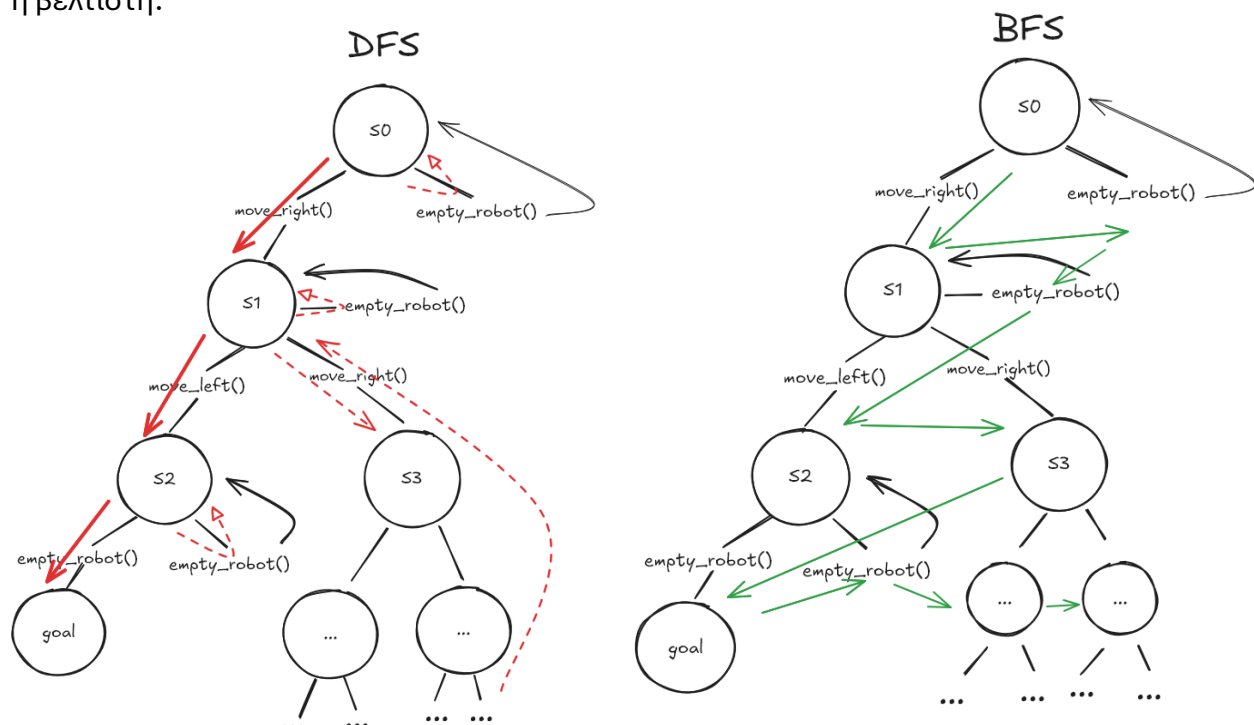 η βέλτιστη.
DFS
S0
move_right()
empty_robot()
S1
empty_robot()
move_left()
move_right()
S2
S3
empty_robot()
empty_robot()
goal
...
...
...
...
...
...
BFS
S0
move_right()
empty_robot()
S1
empty_robot()
move_left()
move_right()
S2
S3
empty_robot()
empty_robot()
goal
...
...
...
...
...
...